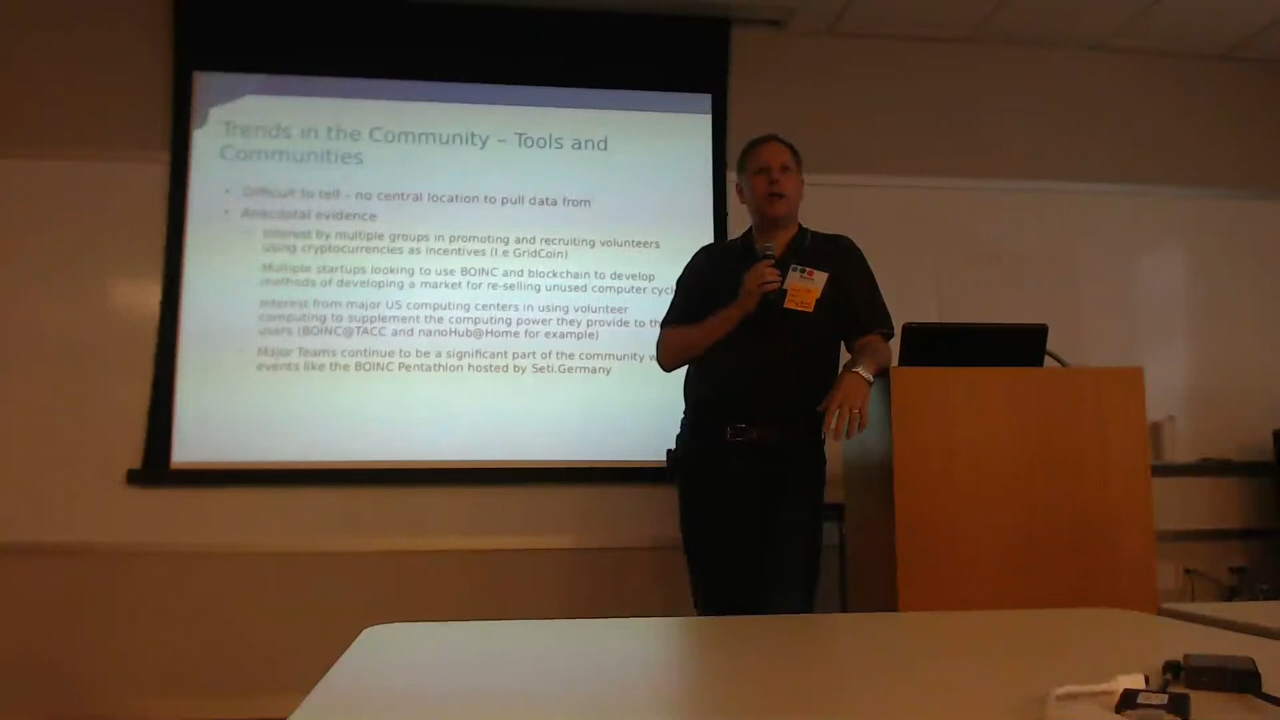 Trends in the Community – Tools and
Communities
• Difficult to tell – no central location to pull data from
• Anecdotal evidence
– Interest by multiple groups in promoting and recruiting volunteers
using cryptocurrencies as incentives (I.e GridCoin)
– Multiple startups looking to use BOINC and blockchain to develop
methods of developing a market for re-selling unused computer cycl
– Interest from major US computing centers in using volunteer
computing to supplement the computing power they provide to th
users (BOINC@TACC and nanoHub@Home for example)
– Major Teams continue to be a significant part of the community w
events like the BOINC Pentathlon hosted by Seti.Germany